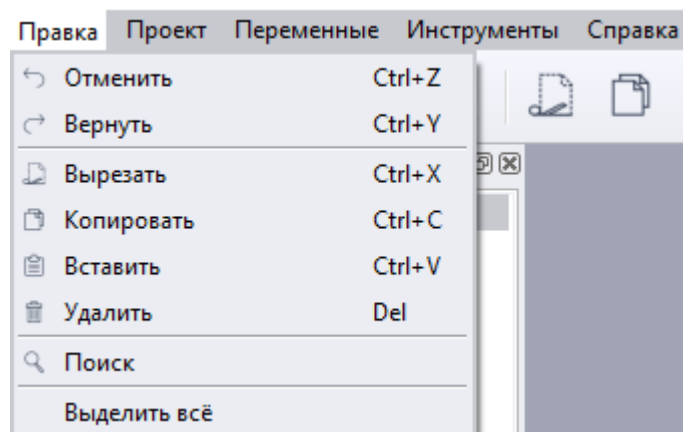 Правка Проект Переменные Инструменты Справка
Отменить Ctrl+Z
Вернуть Ctrl+Y
Вырезать Ctrl+X
Копировать Ctrl+C
Вставить Ctrl+V
Удалить Del
Поиск
Выделить всё